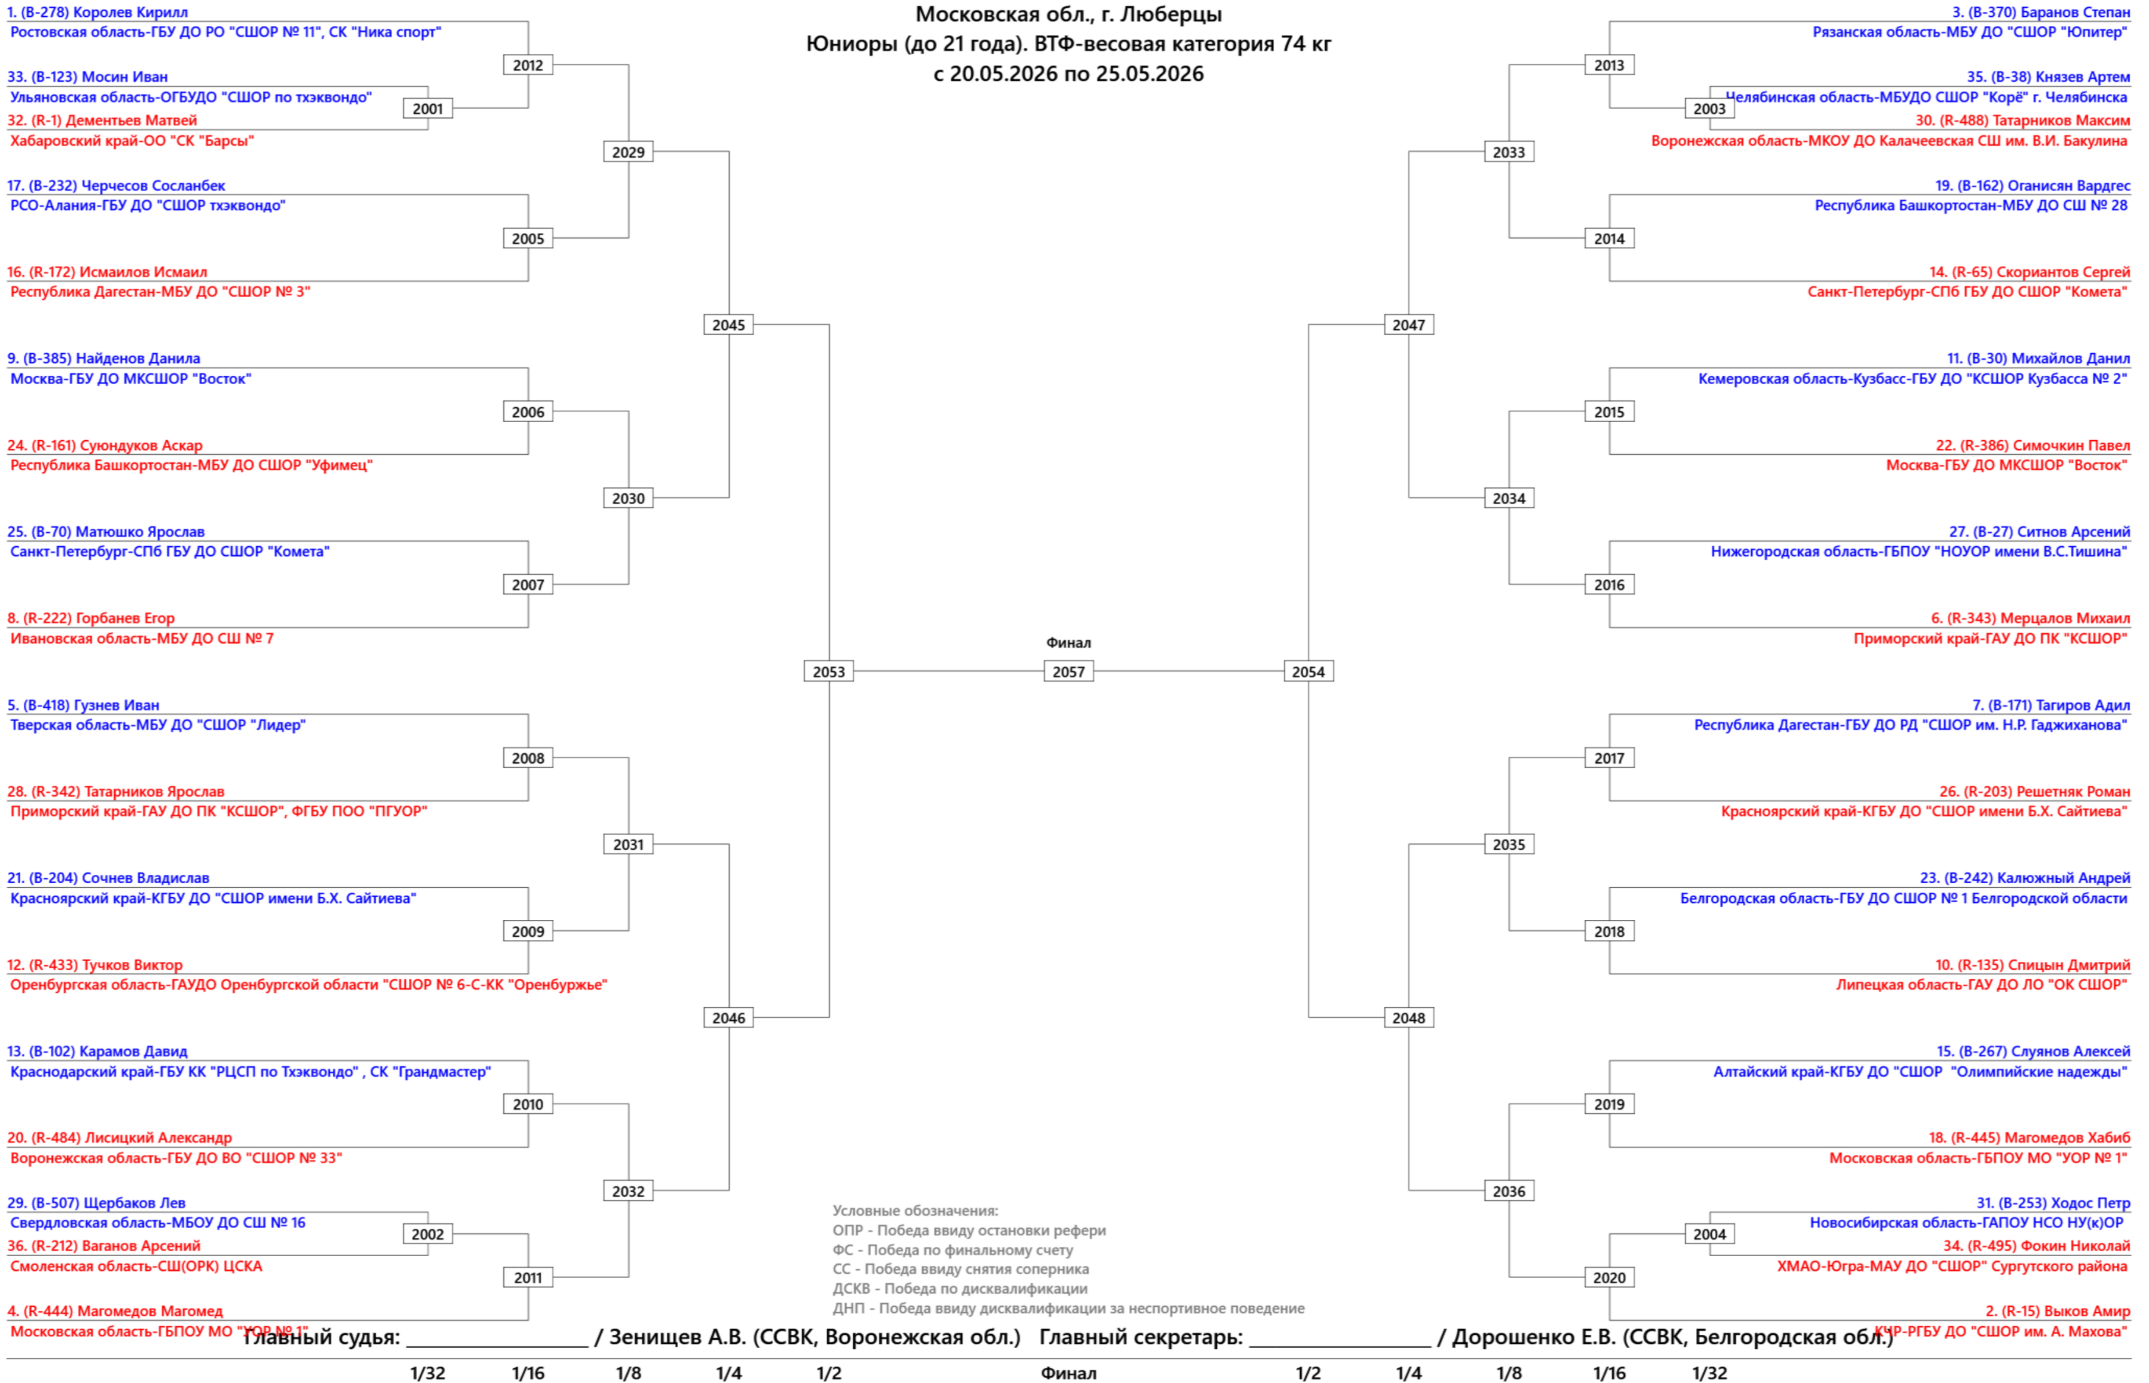 Московская обл., г. Люберцы
Юниоры (до 21 года). ВТФ-весовая категория 74 кг
с 20.05.2026 по 25.05.2026
1. (B-278) Королев Кирилл
Ростовская область-ГБУ ДО РО "СШОР № 11", СК "Ника спорт"
2012
33. (B-123) Мосин Иван
Ульяновская область-ОГБУДО "СШОР по тхэквондо"
2001
32. (R-1) Дементьев Матвей
Хабаровский край-ОО "СК "Барсы"
2029
17. (B-232) Черчесов Сосланбек
РСО-Алания-ГБУ ДО "СШОР тхэквондо"
2005
16. (R-172) Исмаилов Исмаил
Республика Дагестан-МБУ ДО "СШОР № 3"
2045
9. (B-385) Найденов Данила
Москва-ГБУ ДО МКСШОР "Восток"
2006
24. (R-161) Суюндуков Аскар
Республика Башкортостан-МБУ ДО СШОР "Уфимец"
2030
25. (B-70) Матюшко Ярослав
Санкт-Петербург-СПб ГБУ ДО СШОР "Комета"
2007
8. (R-222) Горбанев Егор
Ивановская область-МБУ ДО СШ № 7
2053
5. (B-418) Гузнев Иван
Тверская область-МБУ ДО "СШОР "Лидер"
2008
28. (R-342) Татарников Ярослав
Приморский край-ГАУ ДО ПК "КСШОР", ФГБУ ПОО "ПГУОР"
2031
21. (B-204) Сочнев Владислав
Красноярский край-КГБУ ДО "СШОР имени Б.Х. Сайтиева"
2009
12. (R-433) Тучков Виктор
Оренбургская область-ГАУДО Оренбургской области "СШОР № 6-С-КК "Оренбуржье"
2046
13. (B-102) Карамов Давид
Краснодарский край-ГБУ КК "РЦСП по Тхэквондо" , СК "Грандмастер"
2010
20. (R-484) Лисицкий Александр
Воронежская область-ГБУ ДО ВО "СШОР № 33"
2032
29. (B-507) Щербаков Лев
Свердловская область-МБОУ ДО СШ № 16
2002
36. (R-212) Ваганов Арсений
Смоленская область-СШ(ОРК) ЦСКА
2011
4. (R-444) Магомедов Магомед
Московская область-ГБПОУ МО "УОР № 1"
Финал
2057
3. (B-370) Баранов Степан
Рязанская область-МБУ ДО "СШОР "Юпитер"
2013
35. (B-38) Князев Артем
Челябинская область-МБУДО СШОР "Корё" г. Челябинска
2003
30. (R-488) Татарников Максим
Воронежская область-МКОУ ДО Калачеевская СШ им. В.И. Бакулина
2033
19. (B-162) Оганисян Вардгес
Республика Башкортостан-МБУ ДО СШ № 28
2014
14. (R-65) Скориантов Сергей
Санкт-Петербург-СПб ГБУ ДО СШОР "Комета"
2047
11. (B-30) Михайлов Данил
Кемеровская область-Кузбасс-ГБУ ДО "КСШОР Кузбасса № 2"
2015
22. (R-386) Симочкин Павел
Москва-ГБУ ДО МКСШОР "Восток"
2034
27. (B-27) Ситнов Арсений
Нижегородская область-ГБПОУ "НОУОР имени В.С.Тишина"
2016
6. (R-343) Мерцалов Михаил
Приморский край-ГАУ ДО ПК "КСШОР"
2054
7. (B-171) Тагиров Адил
Республика Дагестан-ГБУ ДО РД "СШОР им. Н.Р. Гаджиханова"
2017
26. (R-203) Решетняк Роман
Красноярский край-КГБУ ДО "СШОР имени Б.Х. Сайтиева"
2035
23. (B-242) Калюжный Андрей
Белгородская область-ГБУ ДО СШОР № 1 Белгородской области
2018
10. (R-135) Спицын Дмитрий
Липецкая область-ГАУ ДО ЛО "ОК СШОР"
2048
15. (B-267) Слуянов Алексей
Алтайский край-КГБУ ДО "СШОР "Олимпийские надежды"
2019
18. (R-445) Магомедов Хабиб
Московская область-ГБПОУ МО "УОР № 1"
2036
31. (B-253) Ходос Петр
Новосибирская область-ГАПОУ НСО НУ(к)ОР
2004
34. (R-495) Фокин Николай
ХМАО-Югра-МАУ ДО "СШОР" Сургутского района
2020
2. (R-15) Выков Амир
КЧР-РГБУ ДО "СШОР им. А. Махова"
Условные обозначения:
ОПР - Победа ввиду остановки рефери
ФС - Победа по финальному счету
СС - Победа ввиду снятия соперника
ДСКВ - Победа по дисквалификации
ДНП - Победа ввиду дисквалификации за неспортивное поведение
Главный судья: ________________ / Зенищев А.В. (ССВК, Воронежская обл.) Главный секретарь: ________________ / Дорошенко Е.В. (ССВК, Белгородская обл.)
1/32 1/16 1/8 1/4 1/2 Финал 1/2 1/4 1/8 1/16 1/32